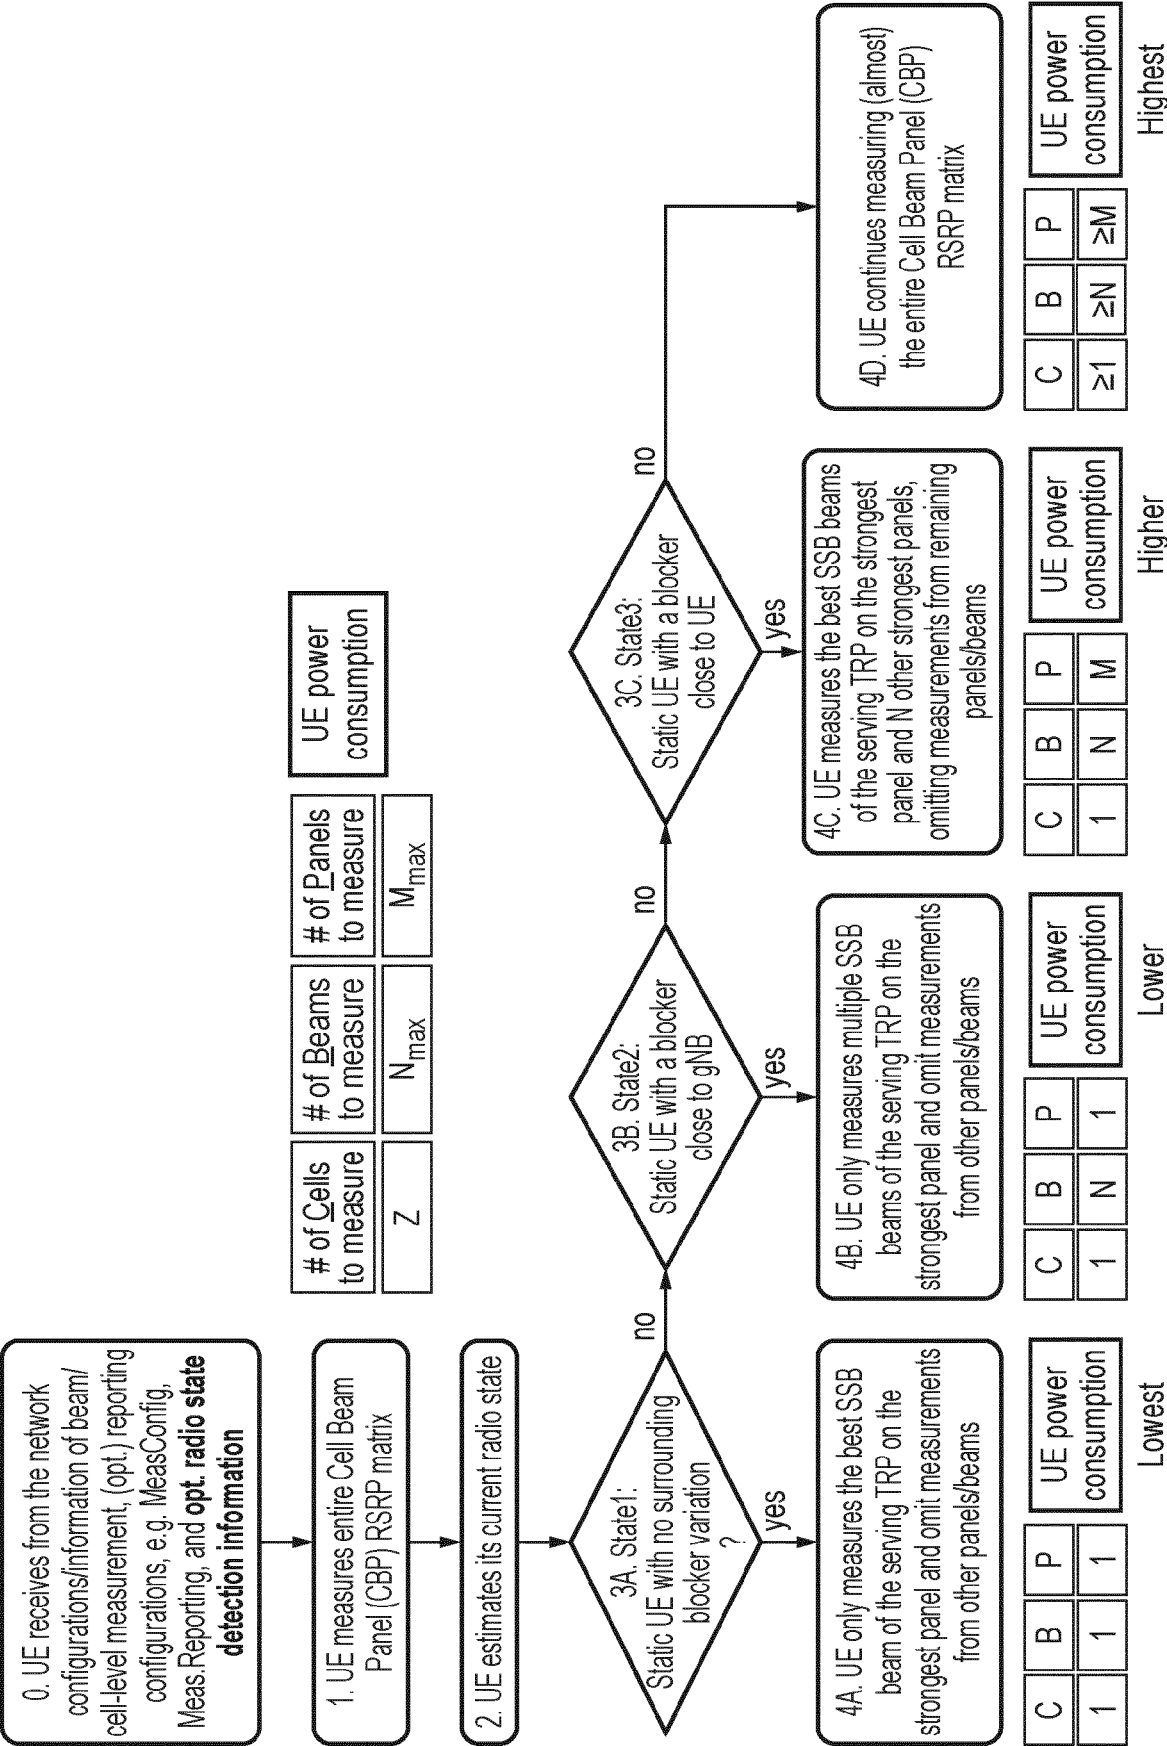 0. UE receives from the network
configurations/information of beam/
cell-level measurement, (opt.) reporting
configurations, e.g. MeasConfig,
Meas.Reporting, and opt. radio state
detection information
1. UE measures entire Cell Beam
Panel (CBP) RSRP matrix
# of Cells
to measure
# of Beams
to measure
# of Panels
to measure
UE power
consumption
Z
Nmax
Mmax
2. UE estimates its current radio state
3A. State1:
Static UE with no surrounding
blocker variation
?
no
yes
3B. State2:
Static UE with a blocker
close to gNB
no
yes
3C. State3:
Static UE with a blocker
close to UE
no
yes
4A. UE only measures the best SSB
beam of the serving TRP on the
strongest panel and omit measurements
from other panels/beams
4B. UE only measures multiple SSB
beams of the serving TRP on the
strongest panel and omit measurements
from other panels/beams
4C. UE measures the best SSB beams
of the serving TRP on the strongest
panel and N other strongest panels,
omitting measurements from remaining
panels/beams
4D. UE continues measuring (almost)
the entire Cell Beam Panel (CBP)
RSRP matrix
C B P
1 1 1
UE power
consumption
Lowest
C B P
1 N 1
UE power
consumption
Lower
C B P
1 N M
UE power
consumption
Higher
C B P
≥1 ≥N ≥M
UE power
consumption
Highest